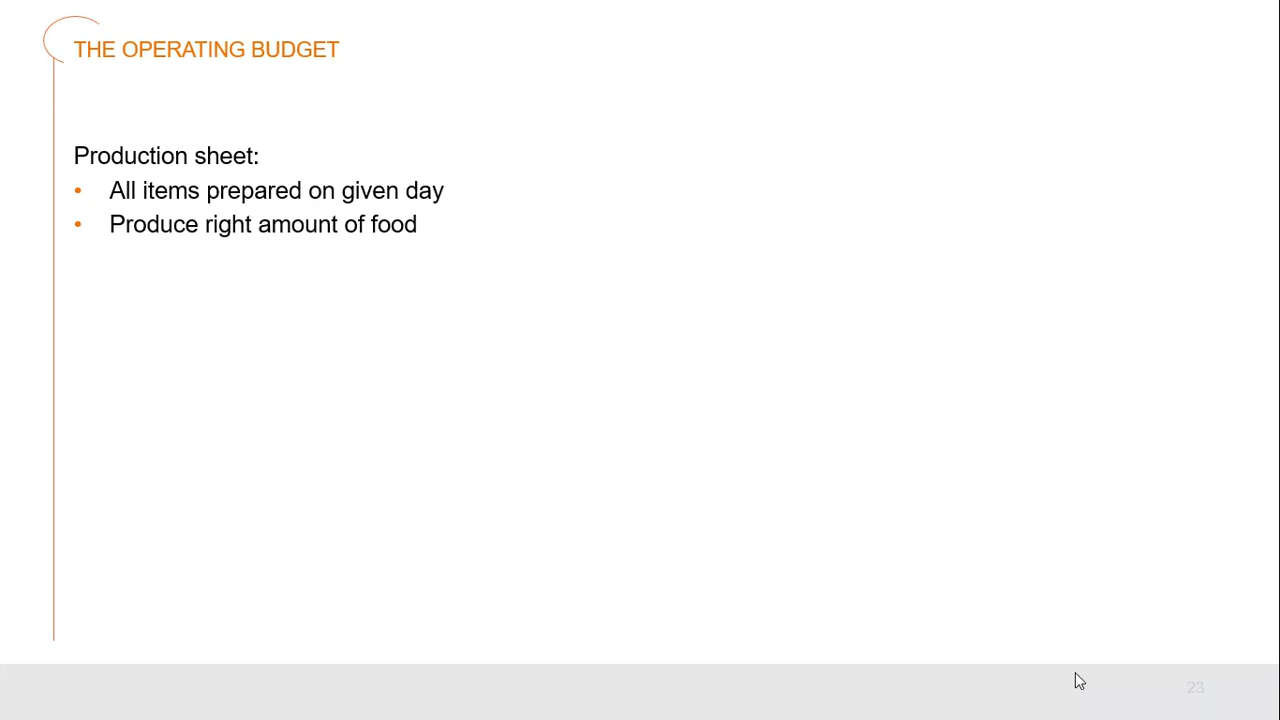 THE OPERATING BUDGET
Production sheet:
• All items prepared on given day
• Produce right amount of food
23